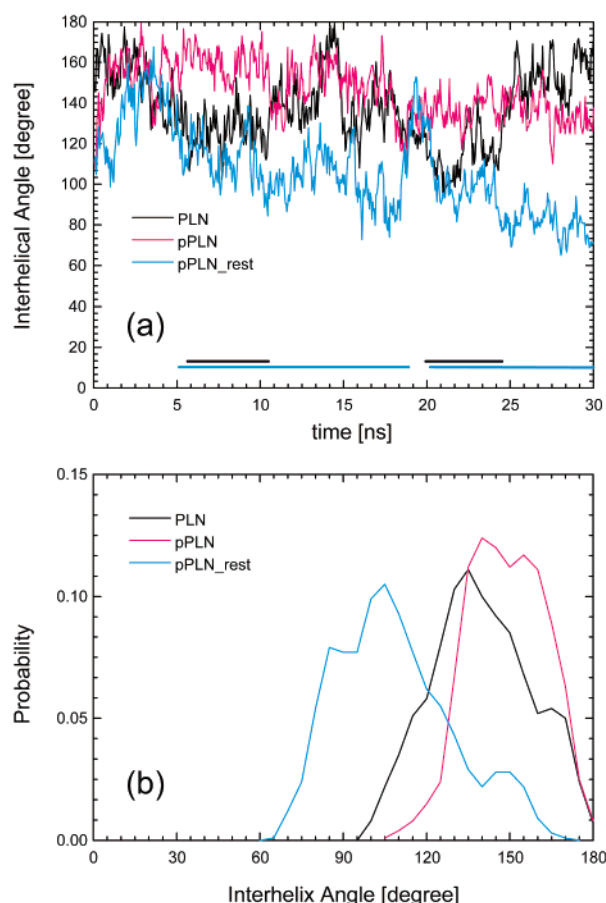 180
160
140
120
100
80
60
40
20
0
Interhelical Angle [degree]
PLN
pPLN
pPLN_rest
(a)
0 5 10 15 20 25 30
time [ns]
0.15
0.10
0.05
0.00
Probability
PLN
pPLN
pPLN_rest
(b)
0 30 60 90 120 150 180
Interhelix Angle [degree]